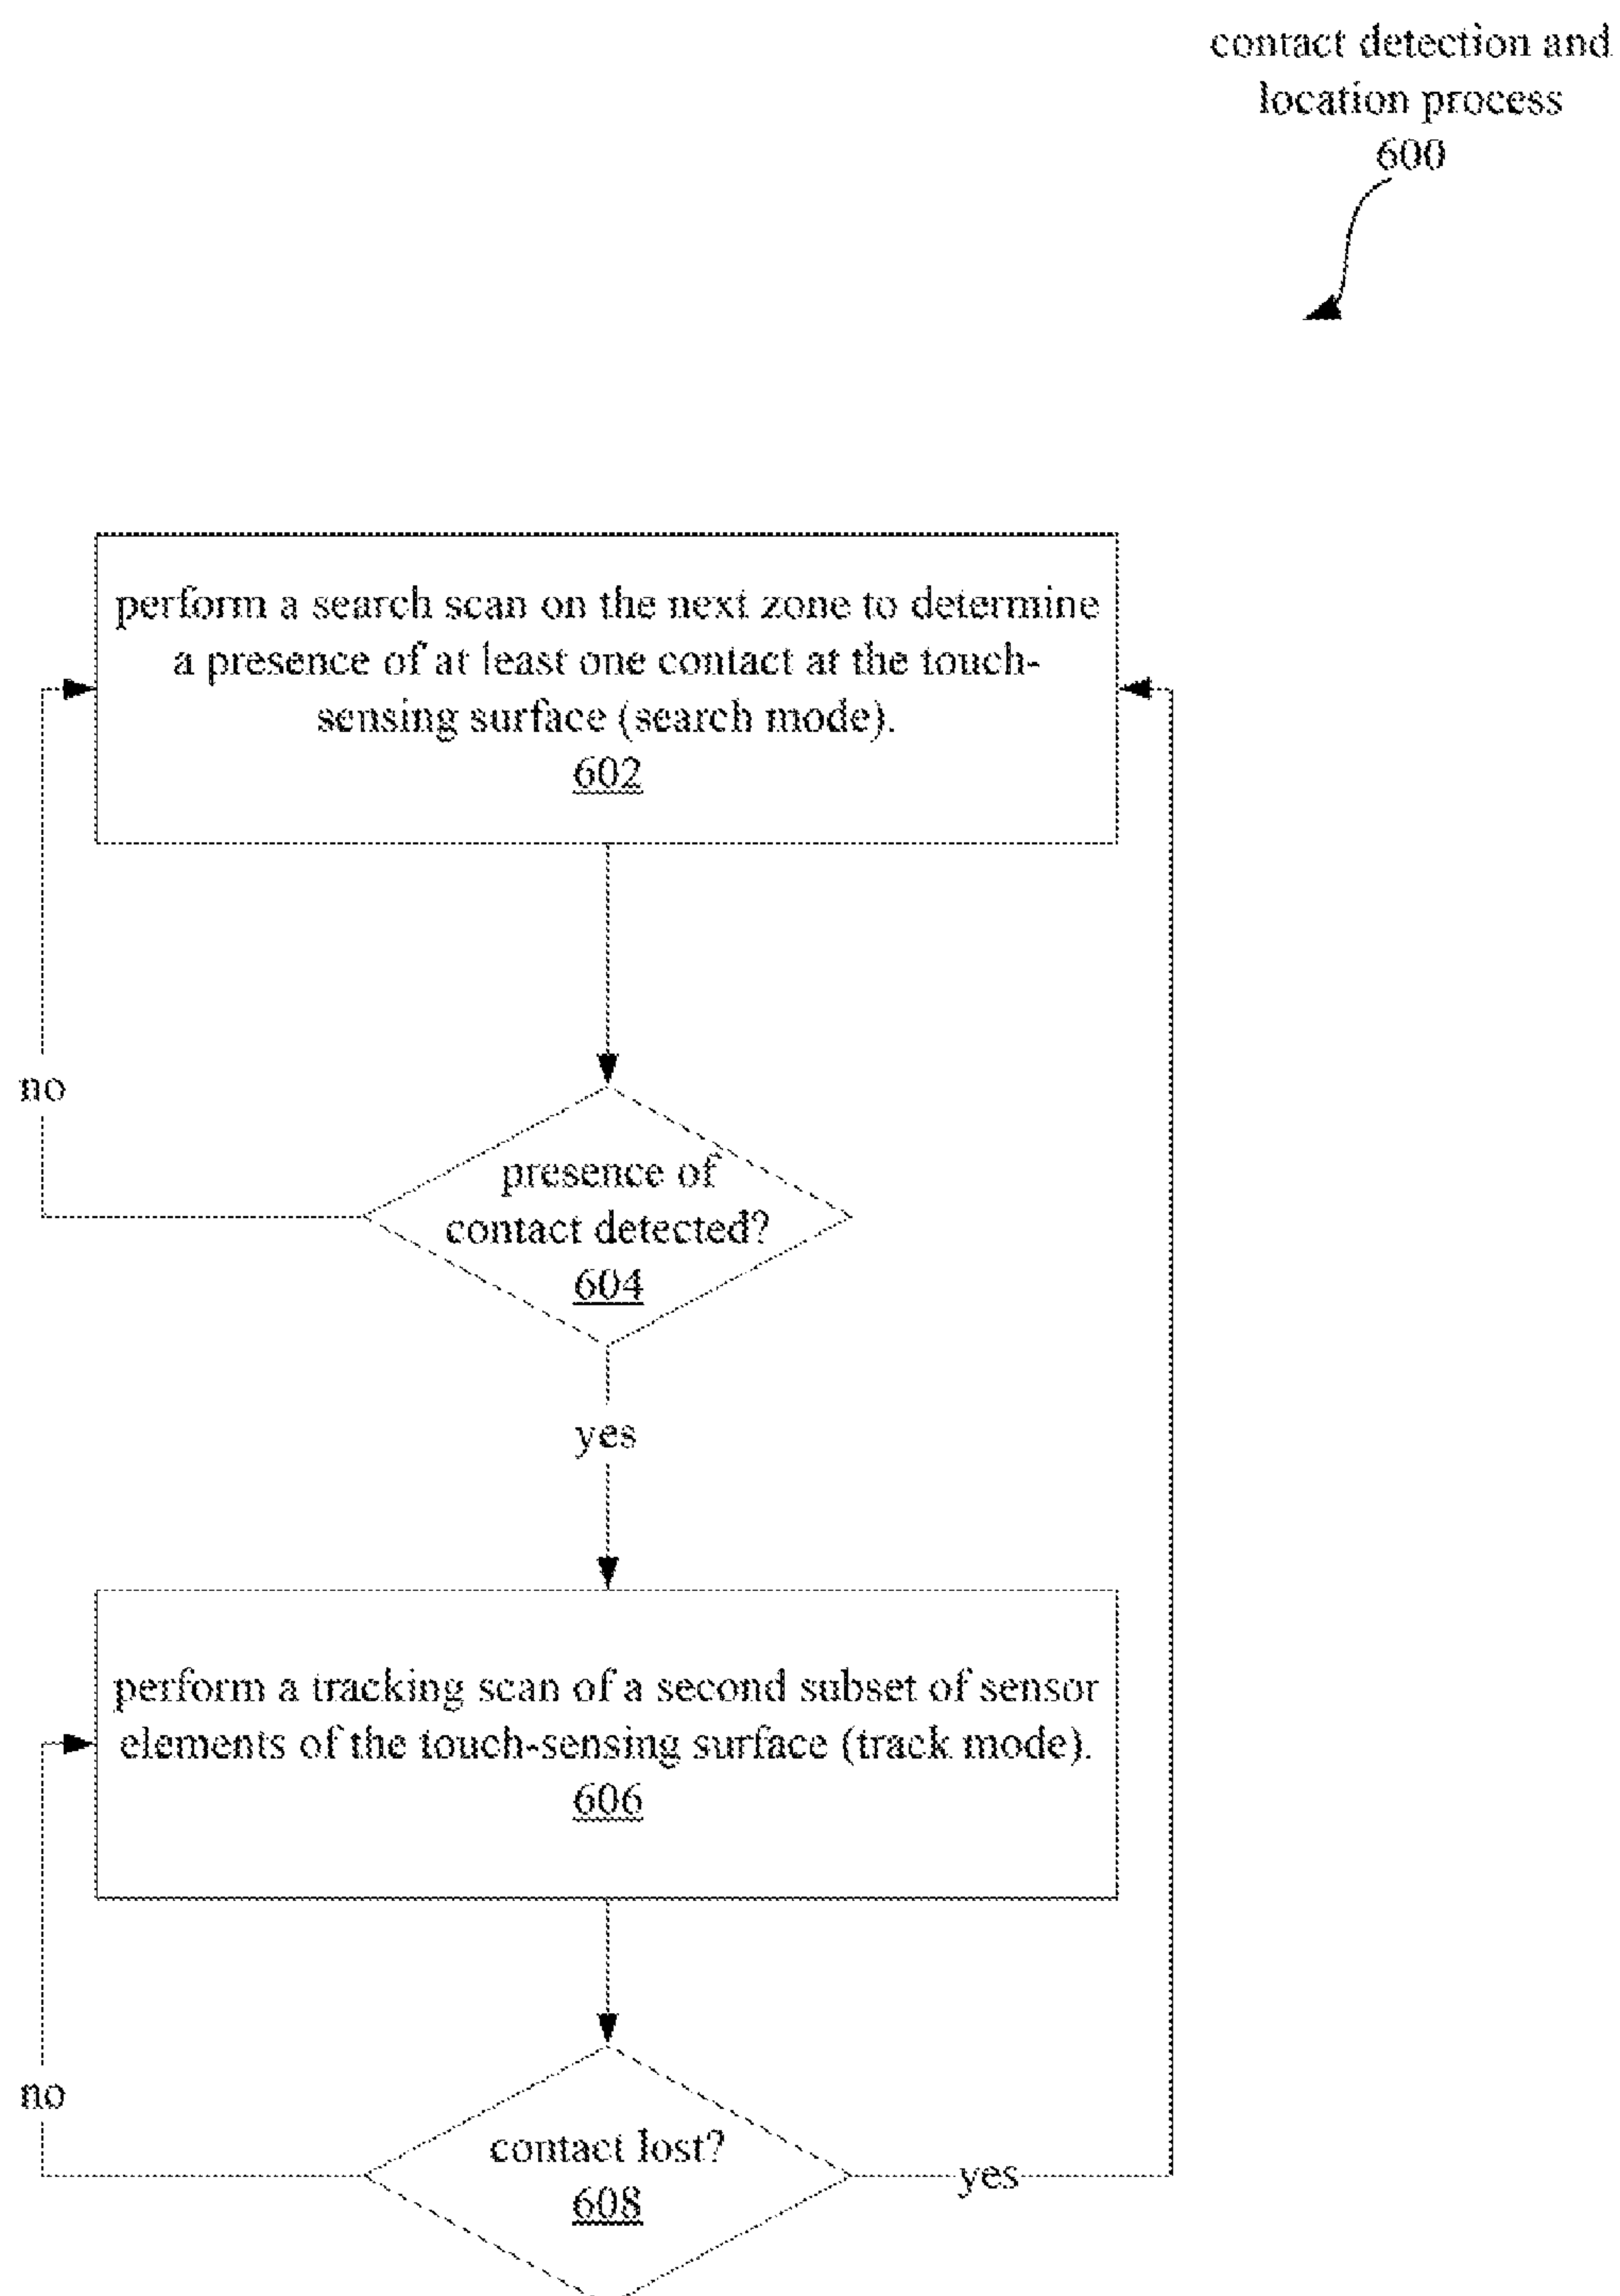 contact detection and
location process
600
perform a search scan on the next zone to determine
a presence of at least one contact at the touch-
sensing surface (search mode).
602
no
presence of
contact detected?
604
yes
perform a tracking scan of a second subset of sensor
elements of the touch-sensing surface (track mode).
606
no
contact lost?
608
yes